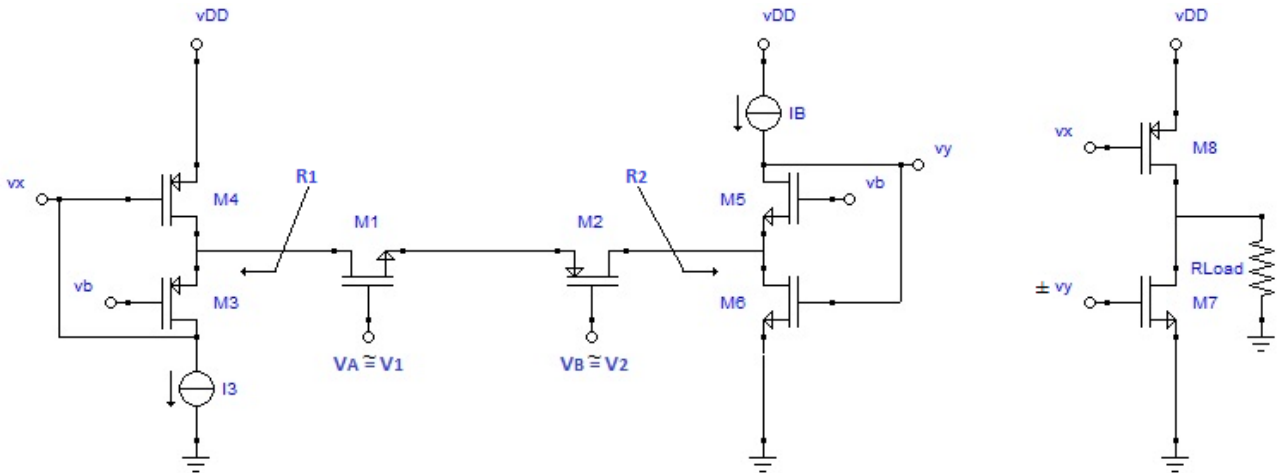 vDD
vDD
vDD
IB
vx
vy
vx
R1
R2
M4
M5
vb
M8
M1
M2
vb
M3
M6
RLoad
± vy
M7
VA ≅ V1
VB ≅ V2
I3